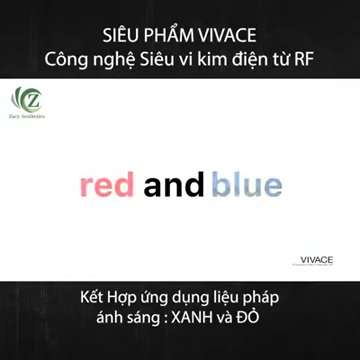 SIÊU PHẨM VIVACE
Công nghệ Siêu vi kim điện từ RF
Z
Zary Aesthetics
red and blue
VIVACE
Kết Hợp ứng dụng liệu pháp
ánh sáng : XANH và ĐỎ